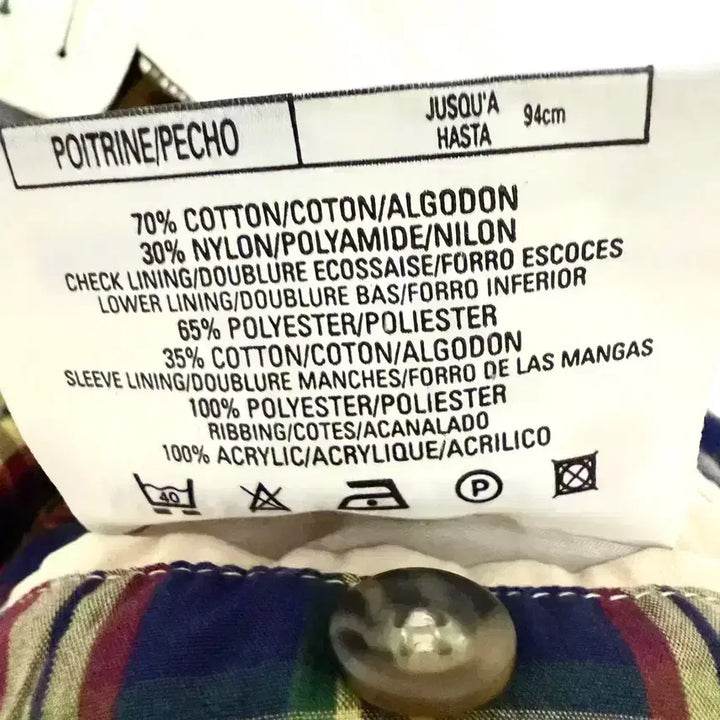 POITRINE/PECHO
JUSQU'A
HASTA
94cm
70% COTTON/COTON/ALGODON
30% NYLON/POLYAMIDE/NILON
CHECK LINING/DOUBLURE ECOSSAISE/FORRO ESCOCES
LOWER LINING/DOUBLURE BAS/FORRO INFERIOR
65% POLYESTER/POLIESTER
35% COTTON/COTON/ALGODON
SLEEVE LINING/DOUBLURE MANCHES/FORRO DE LAS MANGAS
100% POLYESTER/POLIESTER
RIBBING/COTES/ACANALADO
100% ACRYLIC/ACRYLIQUE/ACRILICO
40
P